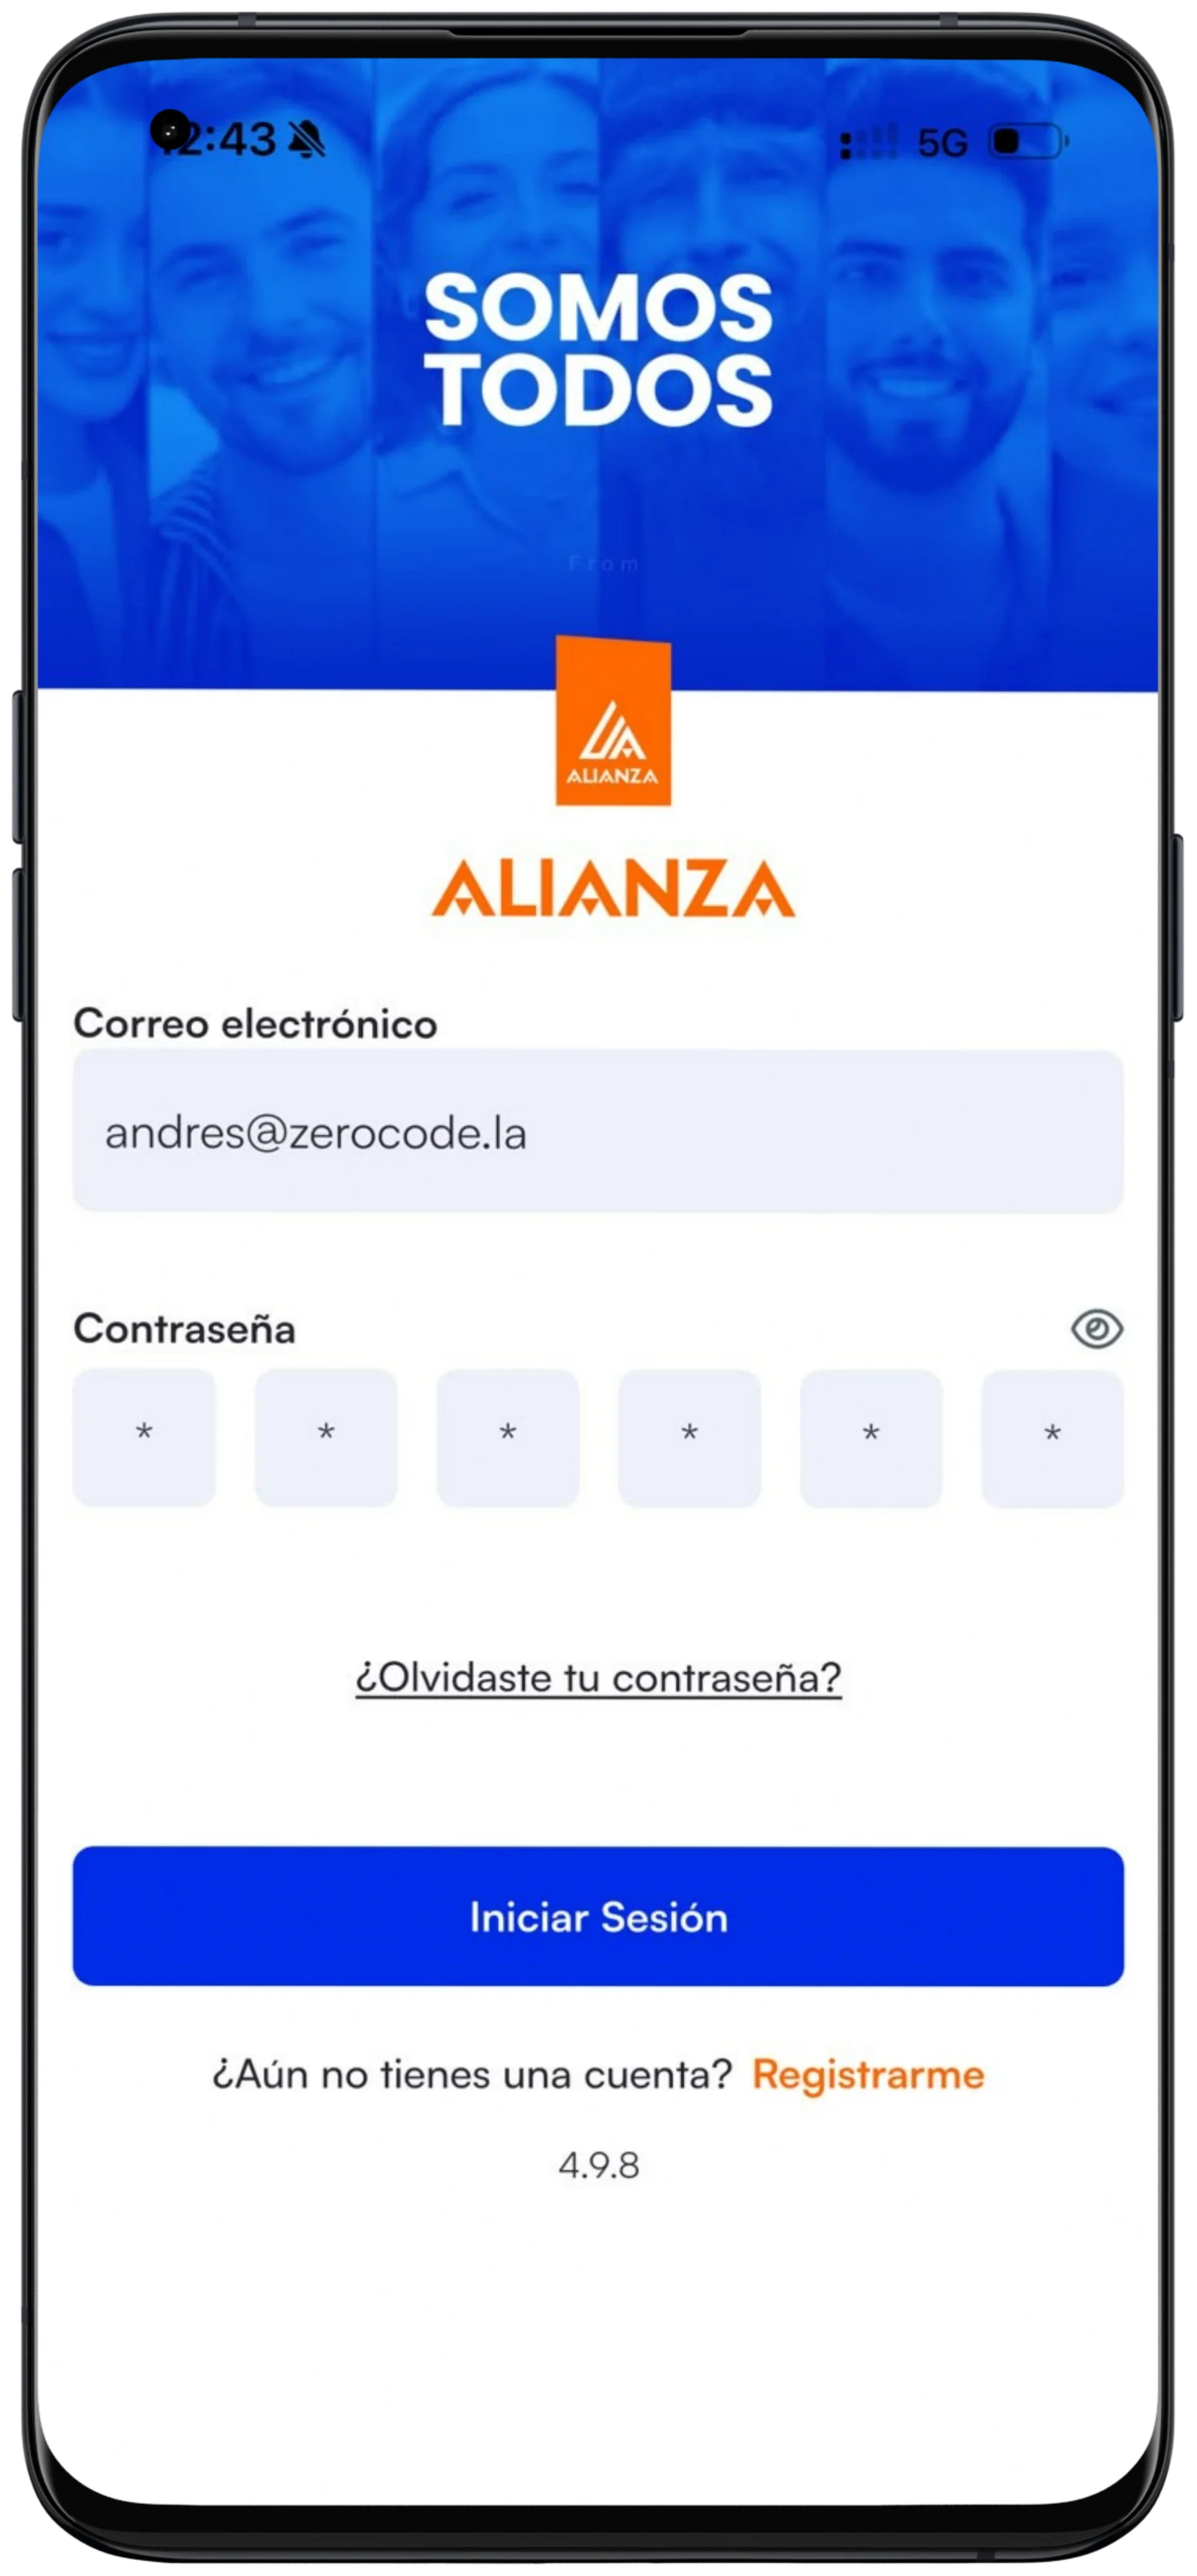 2:43
5G
SOMOS
TODOS
From
ALIANZA
ALIANZA
Correo electrónico
andres@zerocode.la
Contraseña
* * * * * *
¿Olvidaste tu contraseña?
Iniciar Sesión
¿Aún no tienes una cuenta? Registrarme
4.9.8